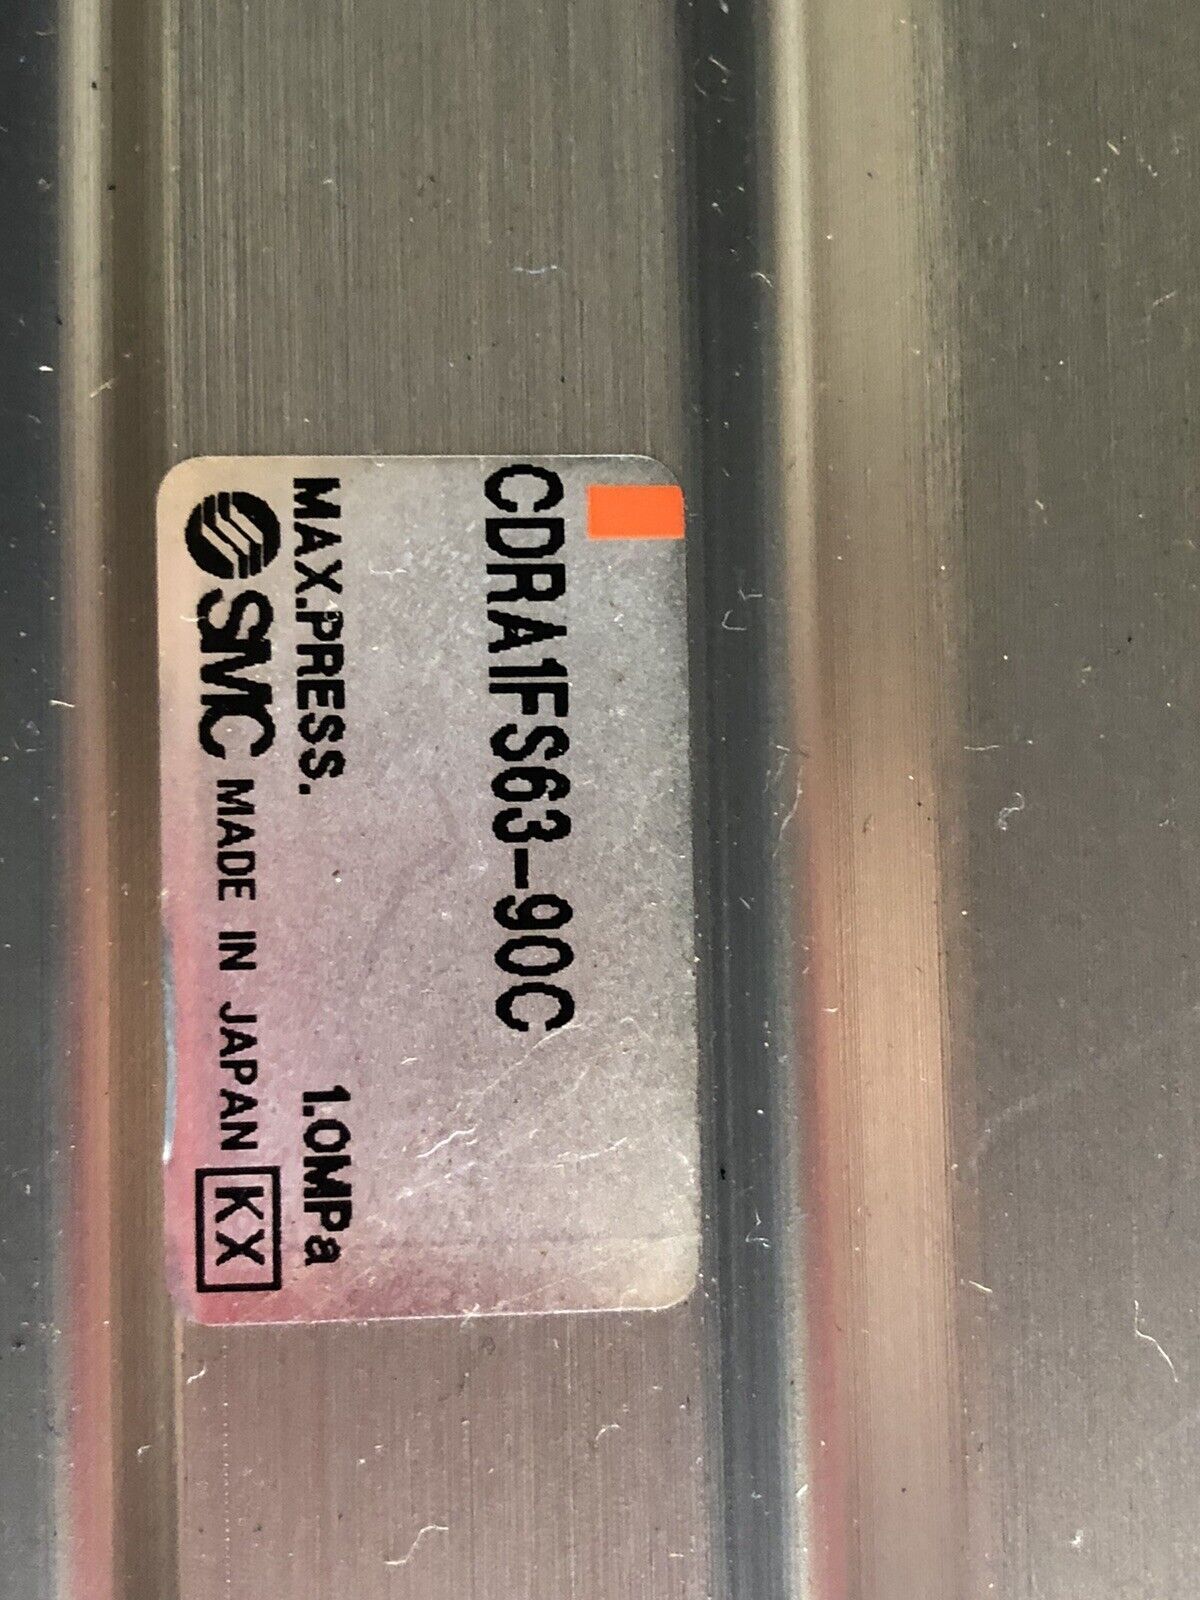 CDRA1FS63-90C
MAX.PRESS. 1.0MPa
SMC MADE IN JAPAN KX